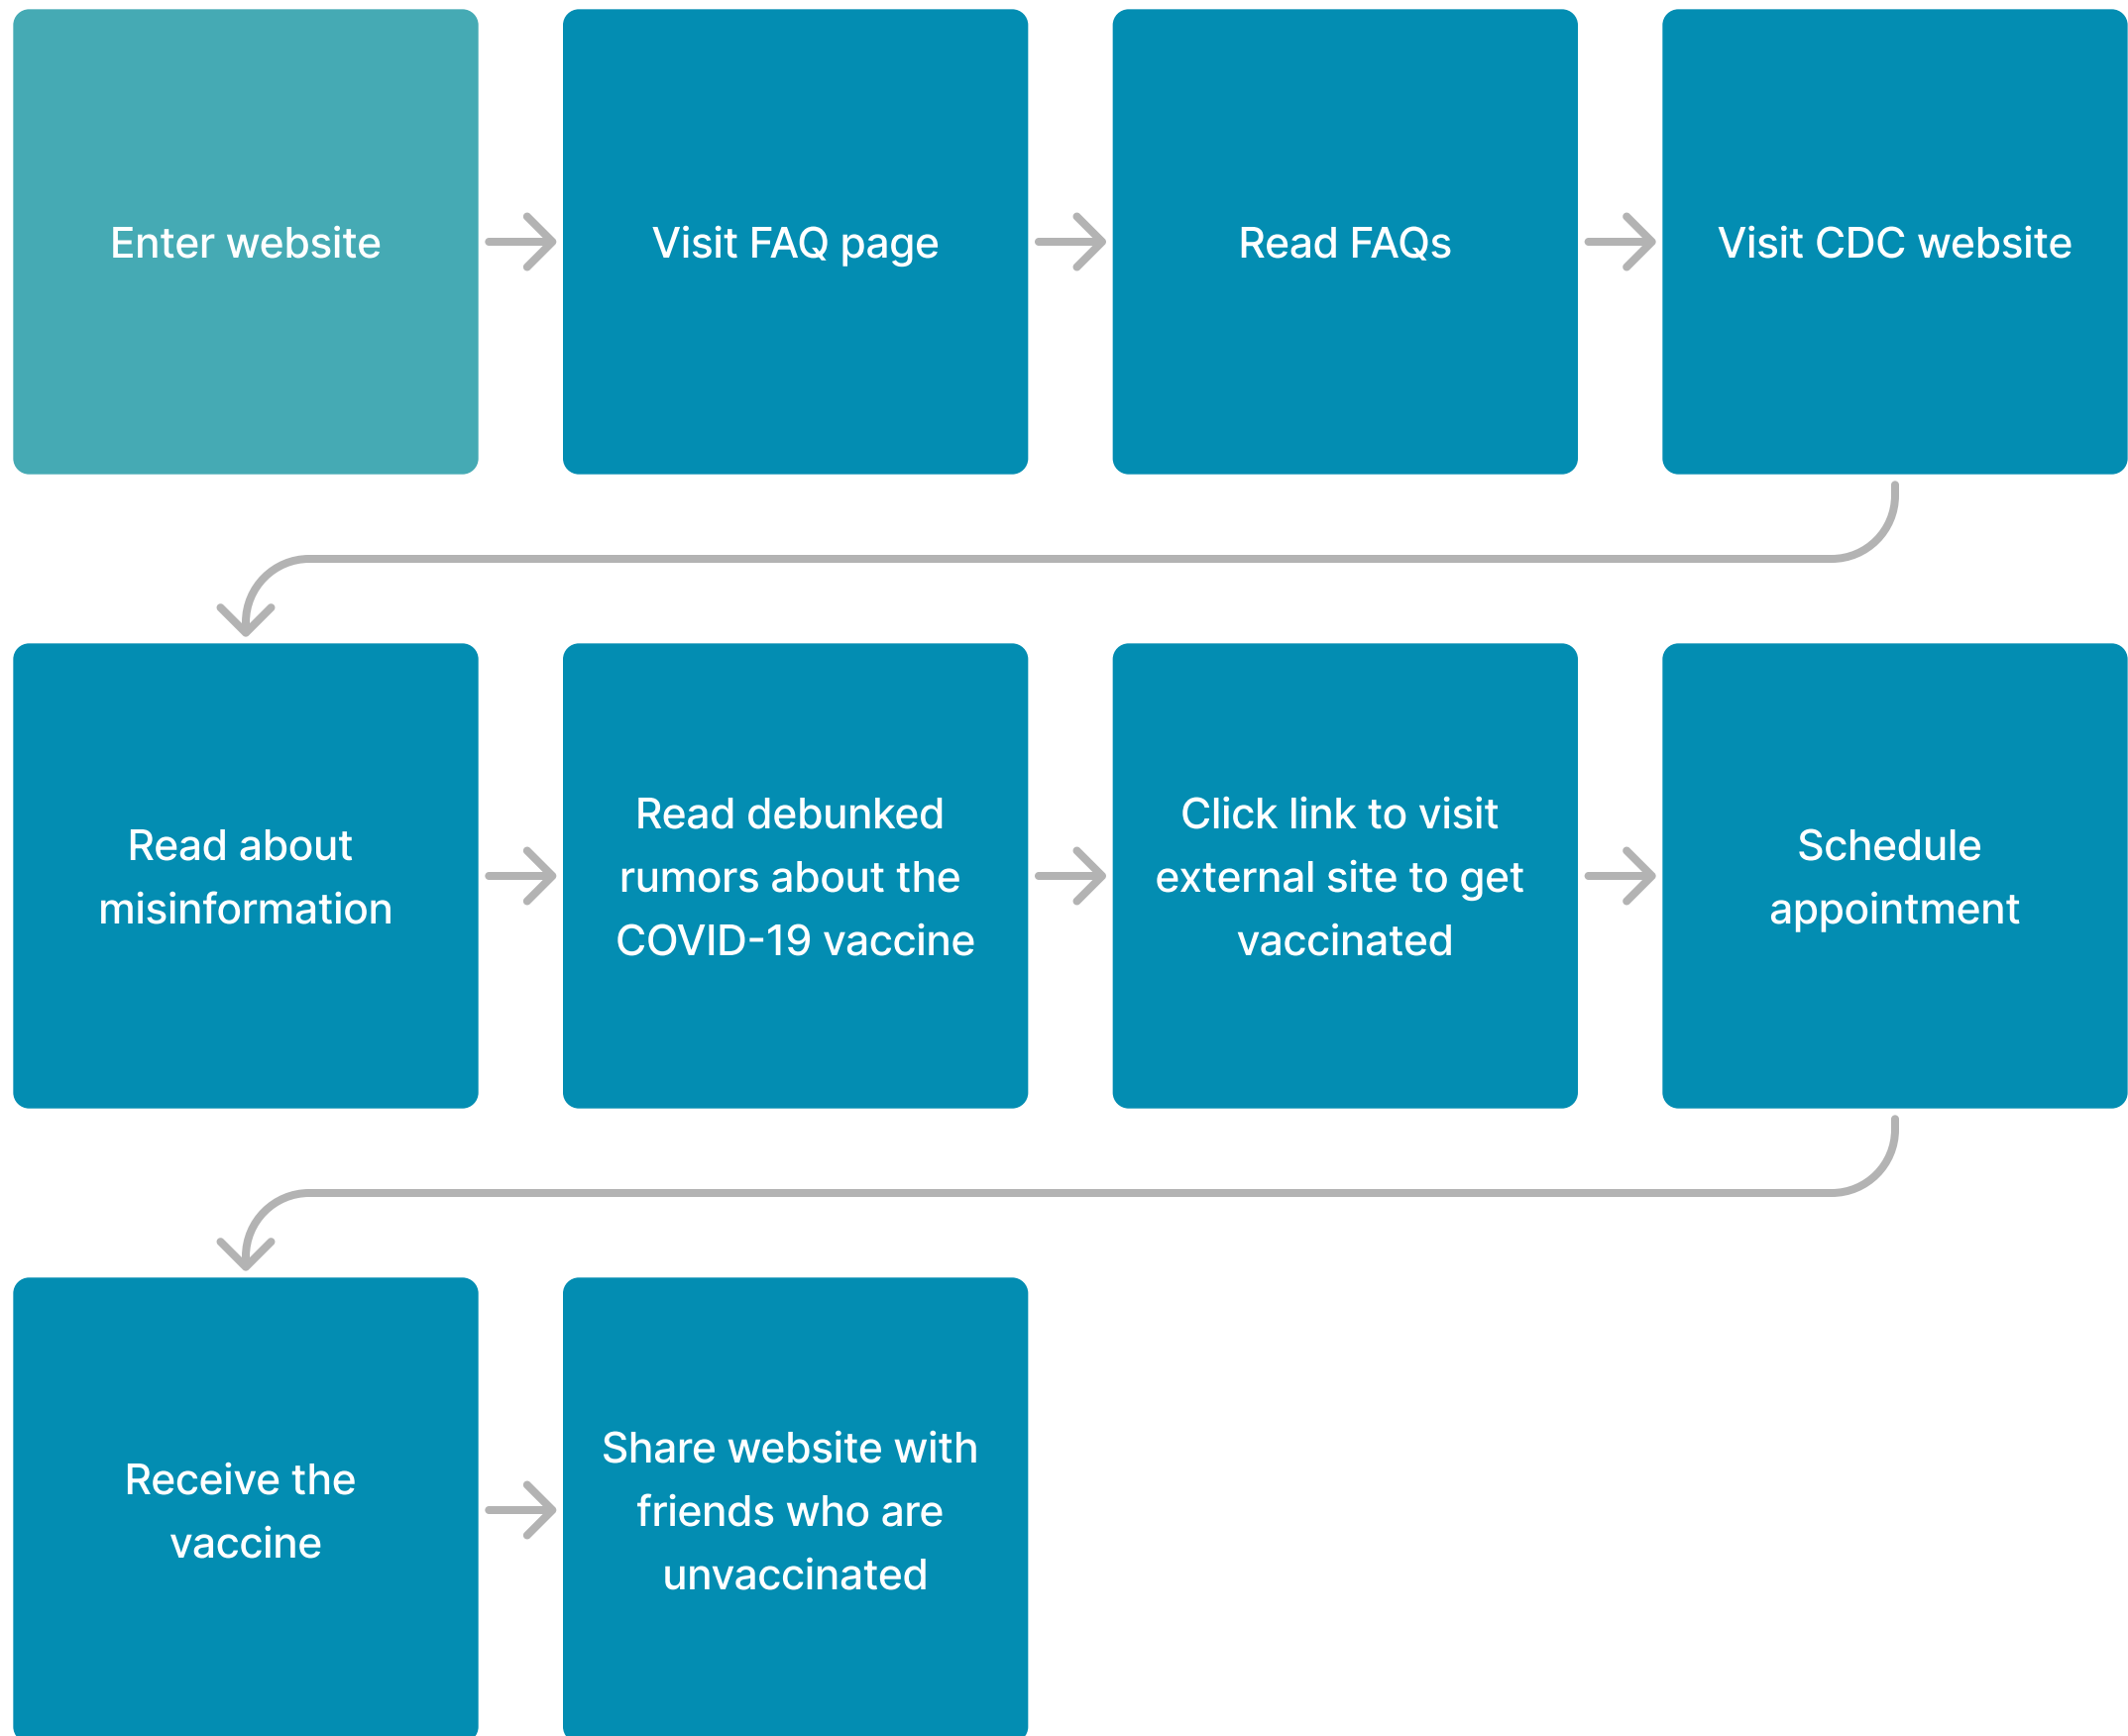 Enter website
Visit FAQ page
Read FAQs
Visit CDC website
Read about
misinformation
Read debunked
rumors about the
COVID-19 vaccine
Click link to visit
external site to get
vaccinated
Schedule
appointment
Receive the
vaccine
Share website with
friends who are
unvaccinated